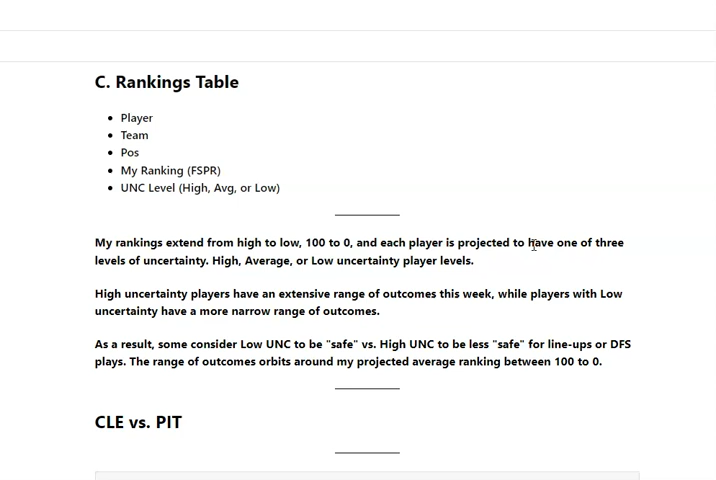 C. Rankings Table
Player
Team
Pos
My Ranking (FSPR)
UNC Level (High, Avg, or Low)
My rankings extend from high to low, 100 to 0, and each player is projected to have one of three
levels of uncertainty. High, Average, or Low uncertainty player levels.
High uncertainty players have an extensive range of outcomes this week, while players with Low
uncertainty have a more narrow range of outcomes.
As a result, some consider Low UNC to be "safe" vs. High UNC to be less "safe" for line-ups or DFS
plays. The range of outcomes orbits around my projected average ranking between 100 to 0.
CLE vs. PIT